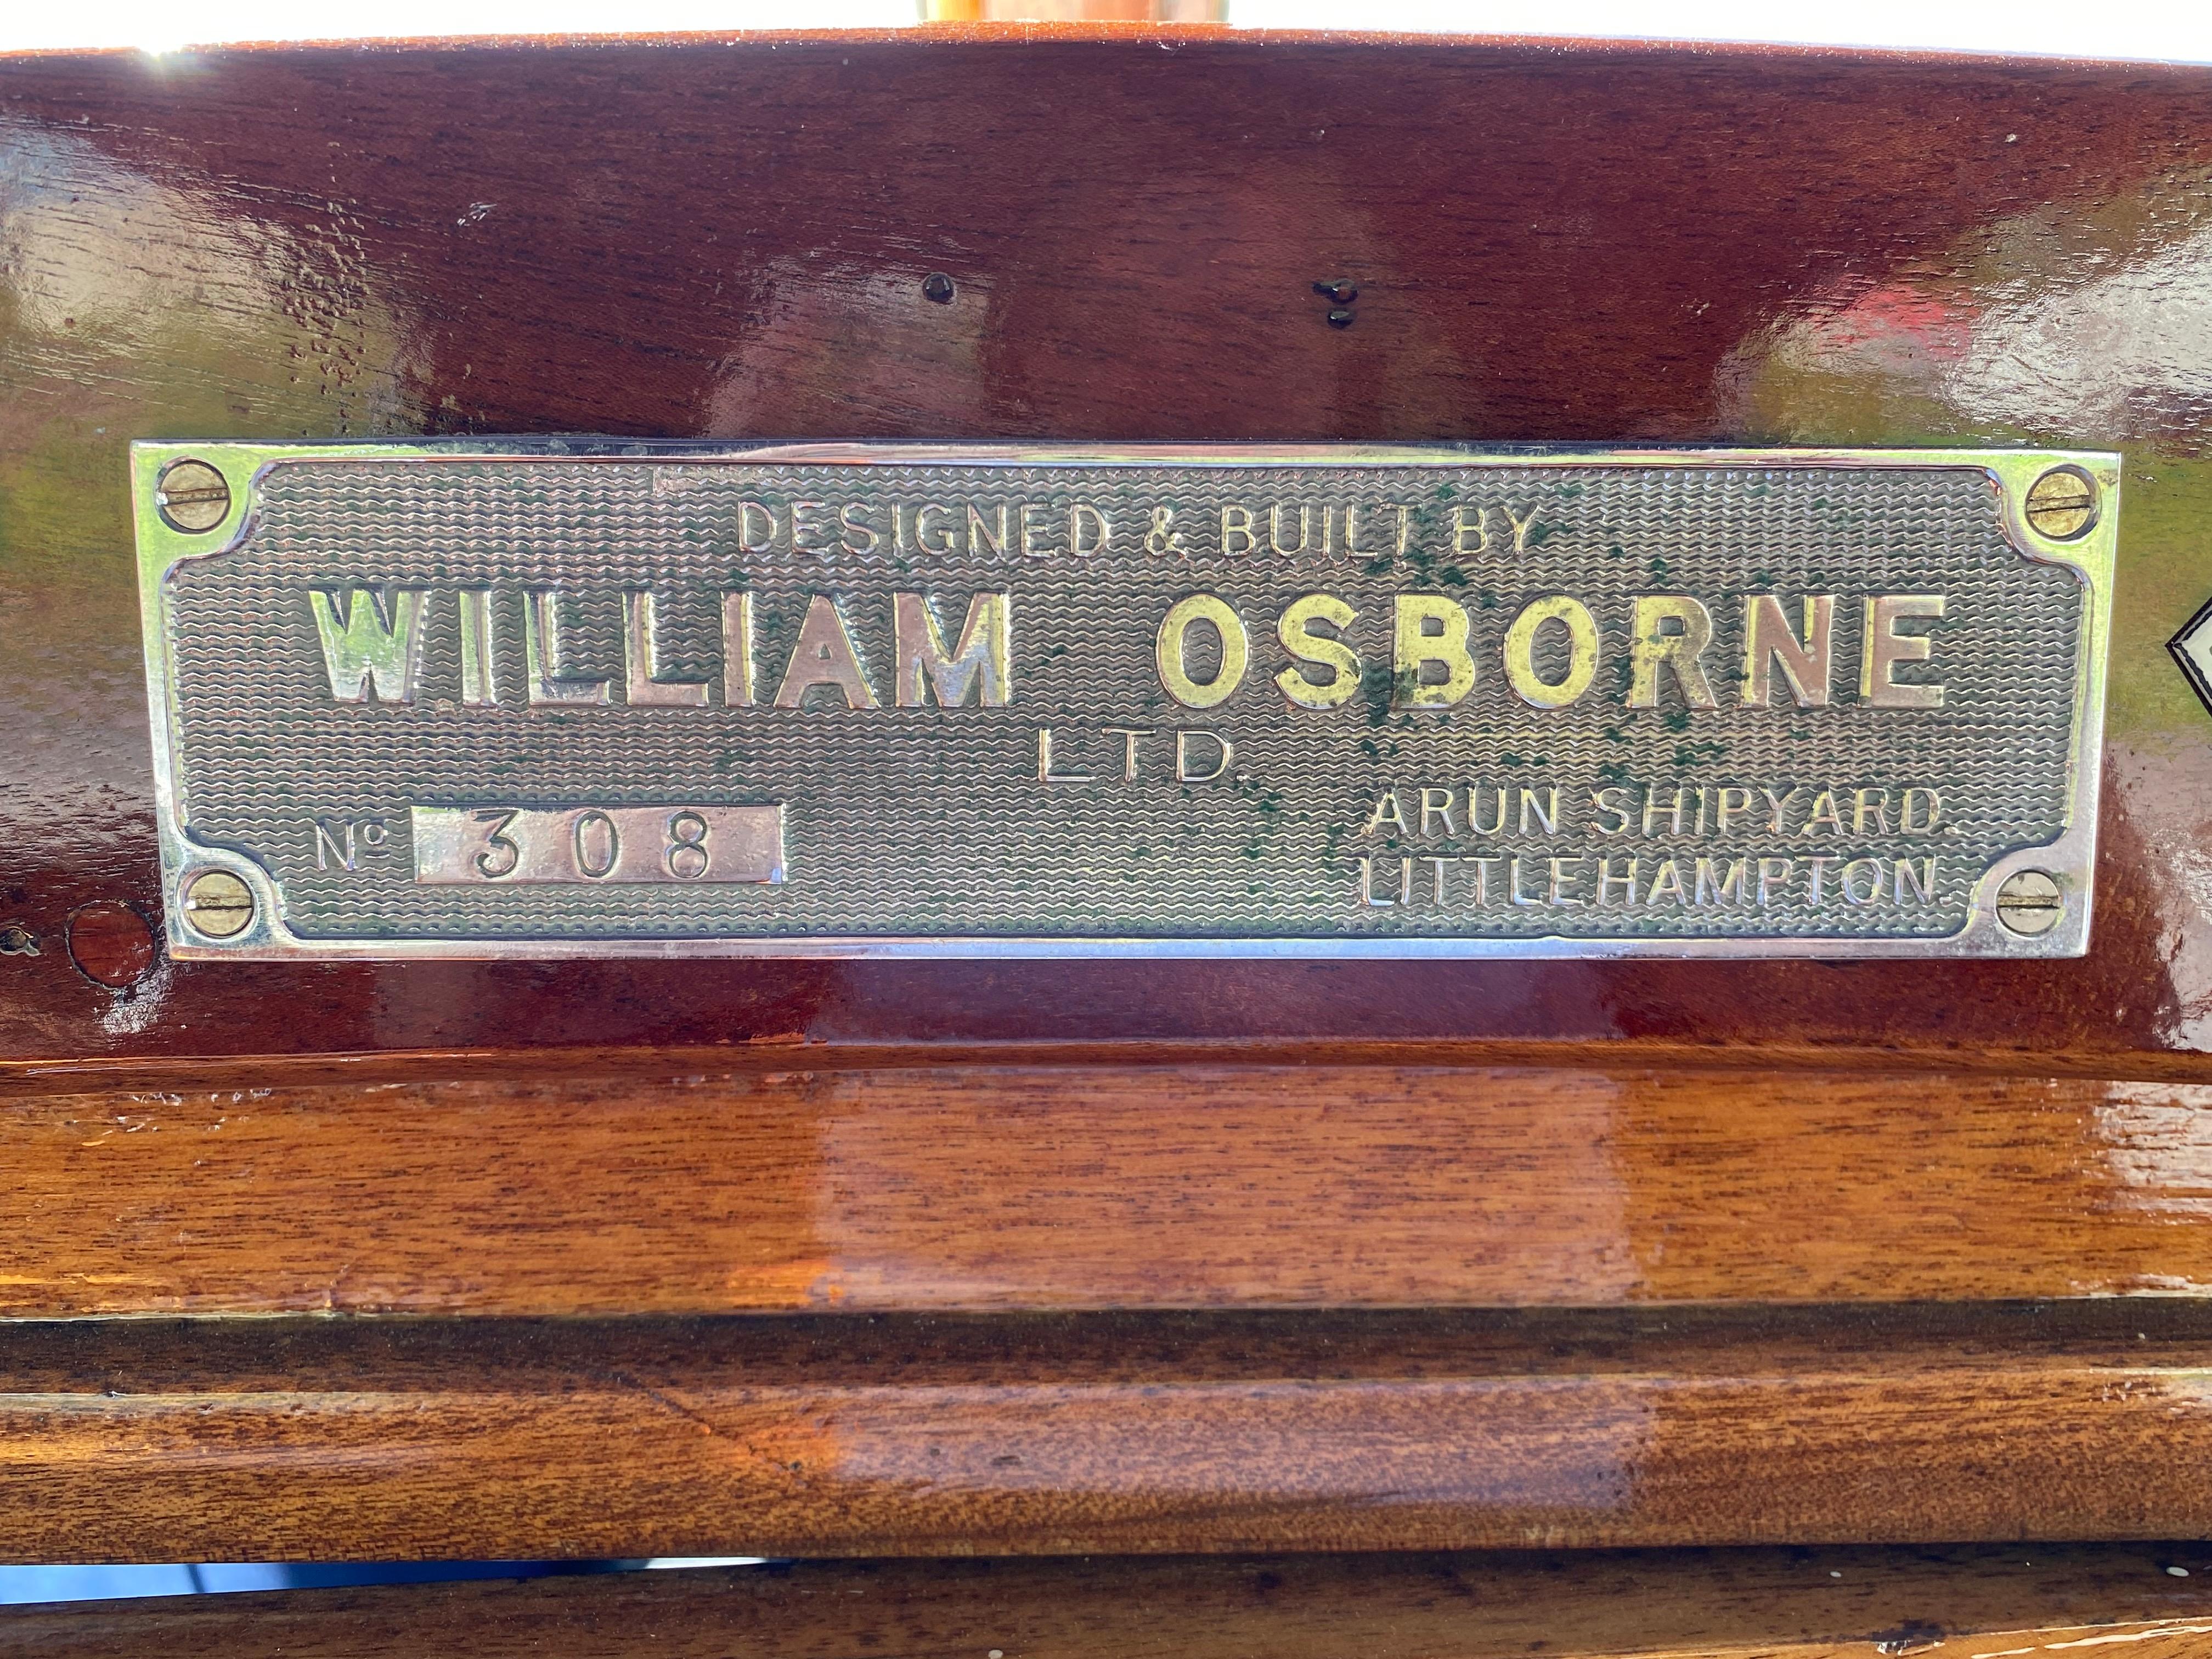 DESIGNED & BUILT BY
WILLIAM OSBORNE
LTD.
No 308
ARUN SHIPYARD.
LITTLEHAMPTON.